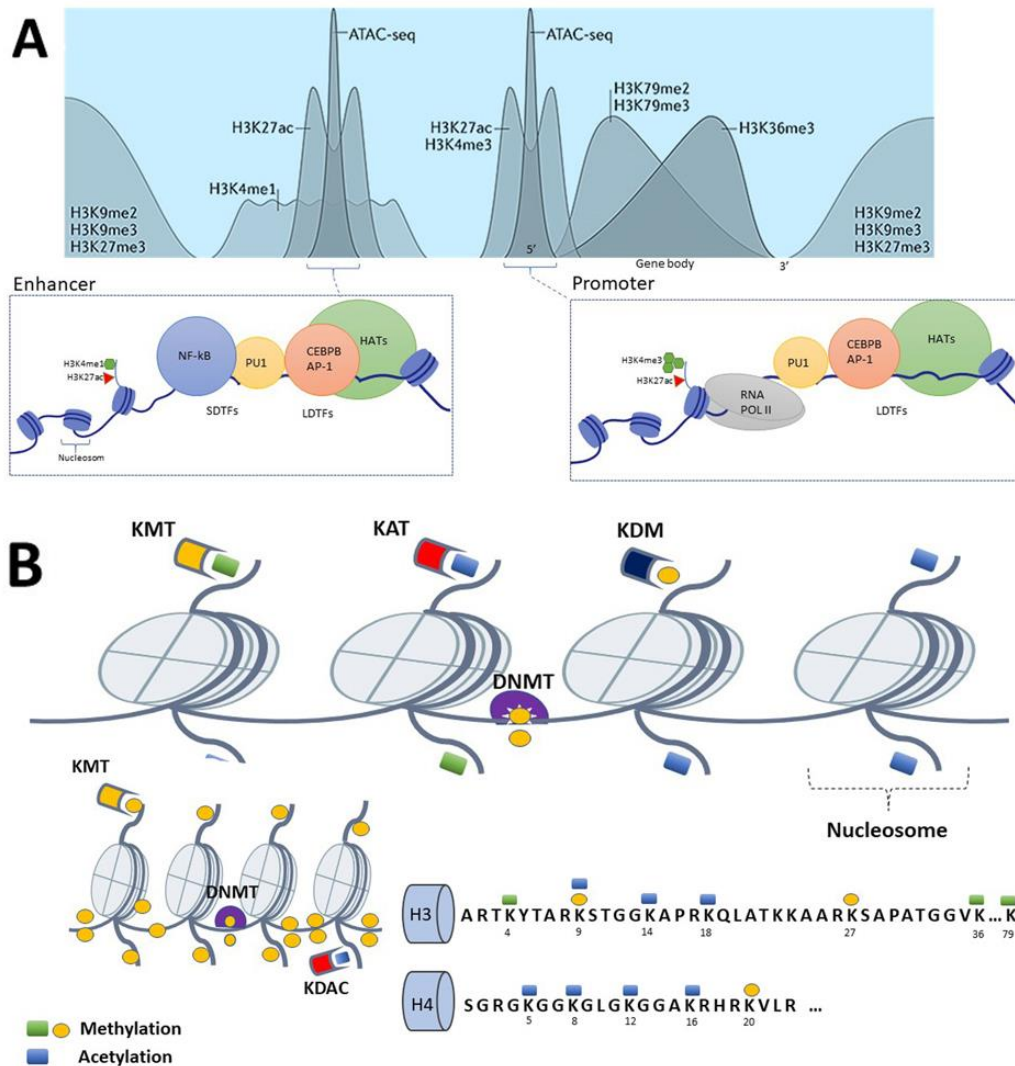 A
ATAC-seq
ATAC-seq
H3K79me2
H3K79me3
H3K27ac
H3K27ac
H3K4me3
H3K36me3
H3K4me1
H3K9me2
H3K9me3
H3K27me3
H3K9me2
H3K9me3
H3K27me3
5'
Gene body
3'
Enhancer
NF-kB
PU1
CEBPB
AP-1
HATs
H3K4me1
H3K27ac
SDTFs
LDTFs
Nucleosom
Promoter
PU1
CEBPB
AP-1
HATs
H3K4me3
H3K27ac
RNA
POL II
LDTFs
B
KMT
KAT
KDM
DNMT
Nucleosome
KMT
DNMT
KDAC
H3
ARTKYTARKSTGGKAPRKQLATKKAARKSAPATGGVK...K
4 9 14 18 27 36 79
H4
SGRGKGGKGLGKGGAKRHRKVLR ...
5 8 12 16 20
Methylation
Acetylation